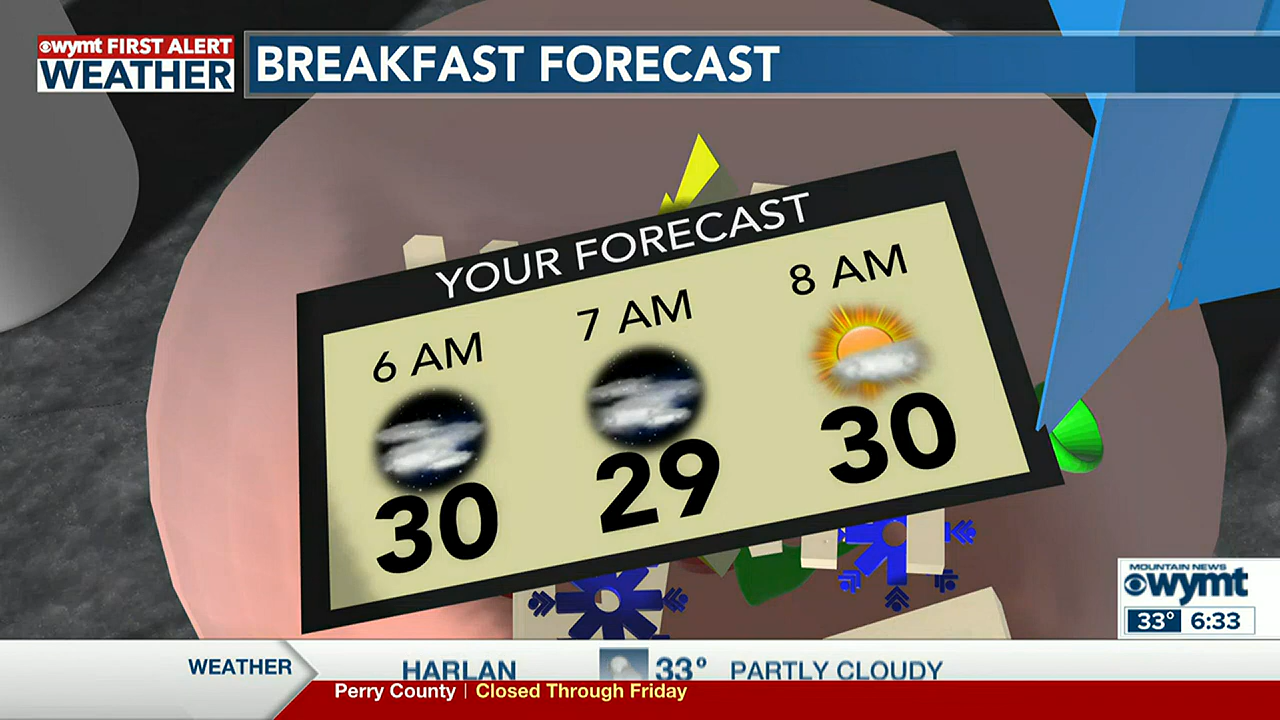 wymt FIRST ALERT
WEATHER
BREAKFAST FORECAST
YOUR FORECAST
6 AM
7 AM
8 AM
30
29
30
MOUNTAIN NEWS
wymt
33° 6:33
WEATHER
HARLAN 33° PARTLY CLOUDY
Perry County | Closed Through Friday